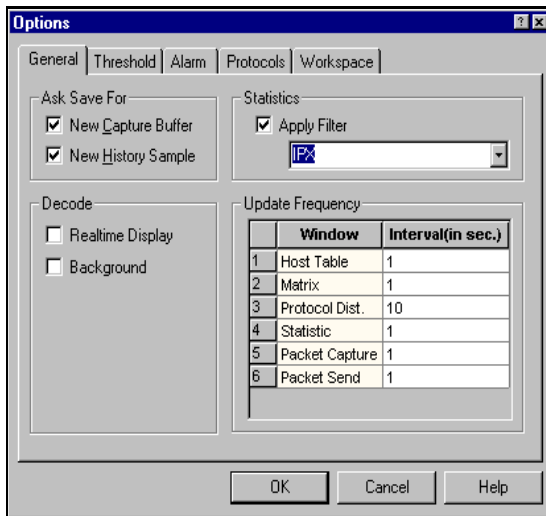 Options
General Threshold Alarm Protocols Workspace
Ask Save For
New Capture Buffer
New History Sample
Statistics
Apply Filter
IPX
Decode
Realtime Display
Background
Update Frequency
Window Interval(in sec.)
1 Host Table 1
2 Matrix 1
3 Protocol Dist. 10
4 Statistic 1
5 Packet Capture 1
6 Packet Send 1
OK Cancel Help